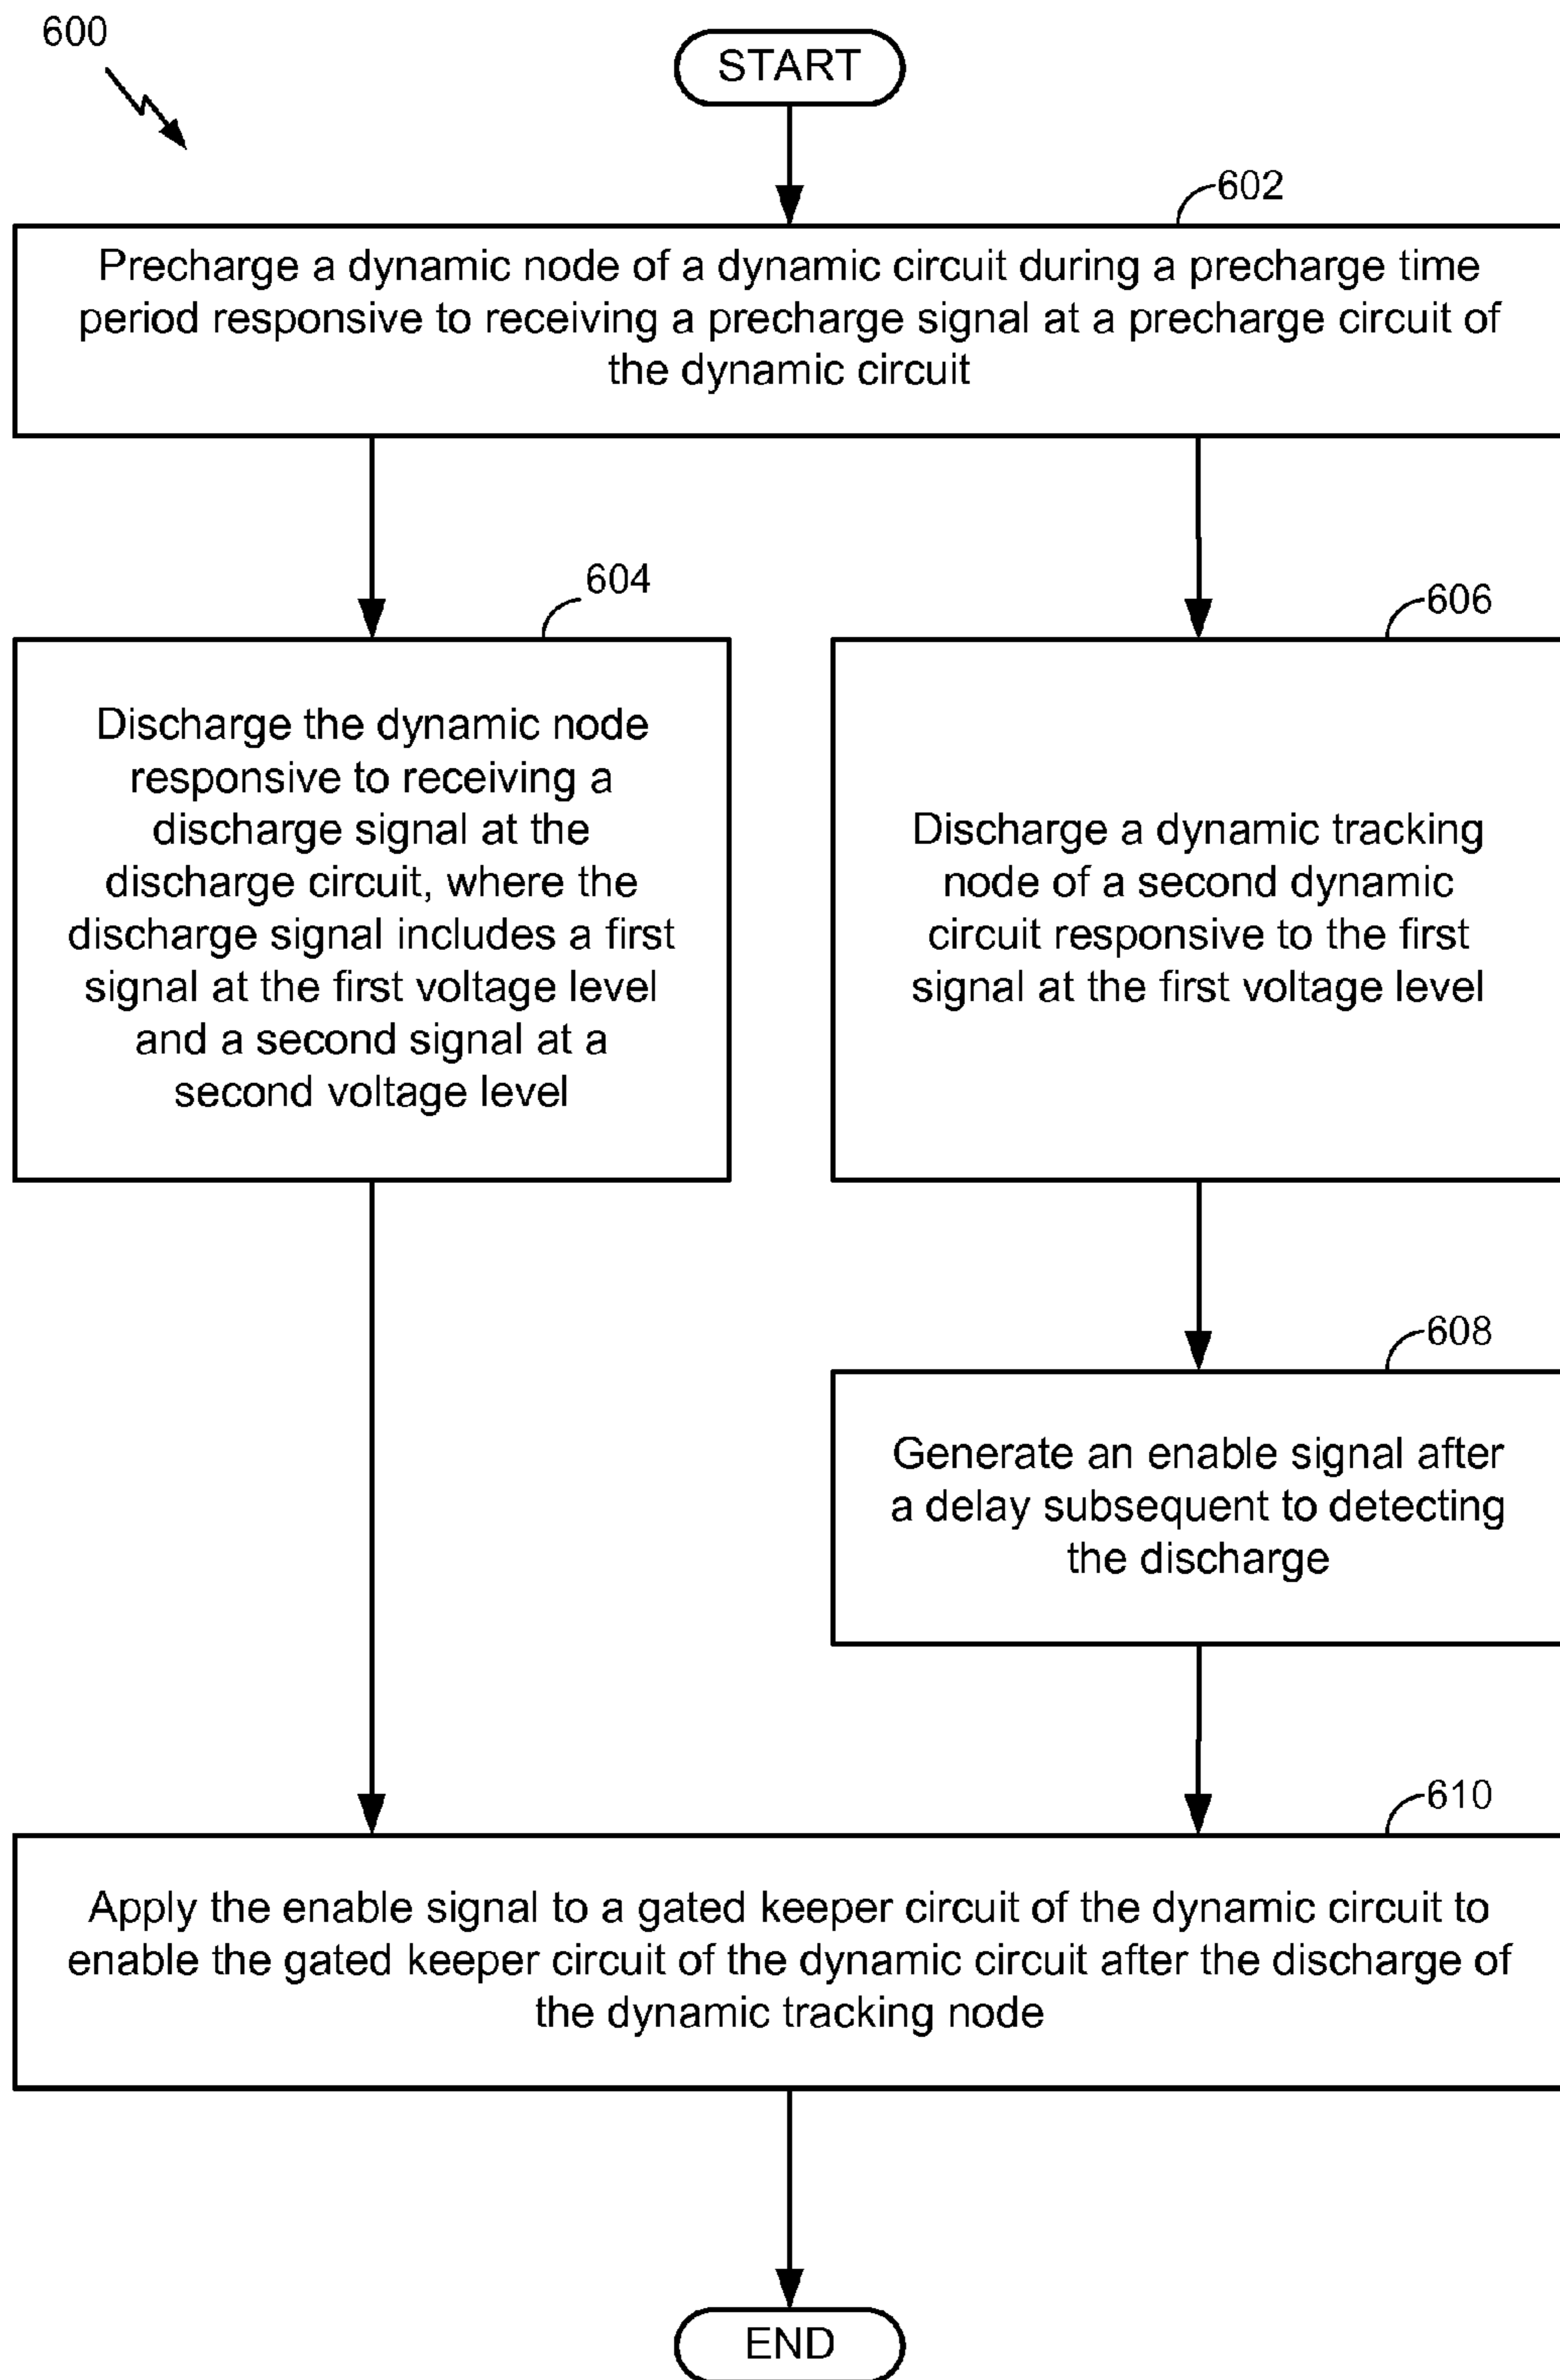 600
START
602
Precharge a dynamic node of a dynamic circuit during a precharge time
period responsive to receiving a precharge signal at a precharge circuit of
the dynamic circuit
604
Discharge the dynamic node
responsive to receiving a
discharge signal at the
discharge circuit, where the
discharge signal includes a first
signal at the first voltage level
and a second signal at a
second voltage level
606
Discharge a dynamic tracking
node of a second dynamic
circuit responsive to the first
signal at the first voltage level
608
Generate an enable signal after
a delay subsequent to detecting
the discharge
610
Apply the enable signal to a gated keeper circuit of the dynamic circuit to
enable the gated keeper circuit of the dynamic circuit after the discharge of
the dynamic tracking node
END